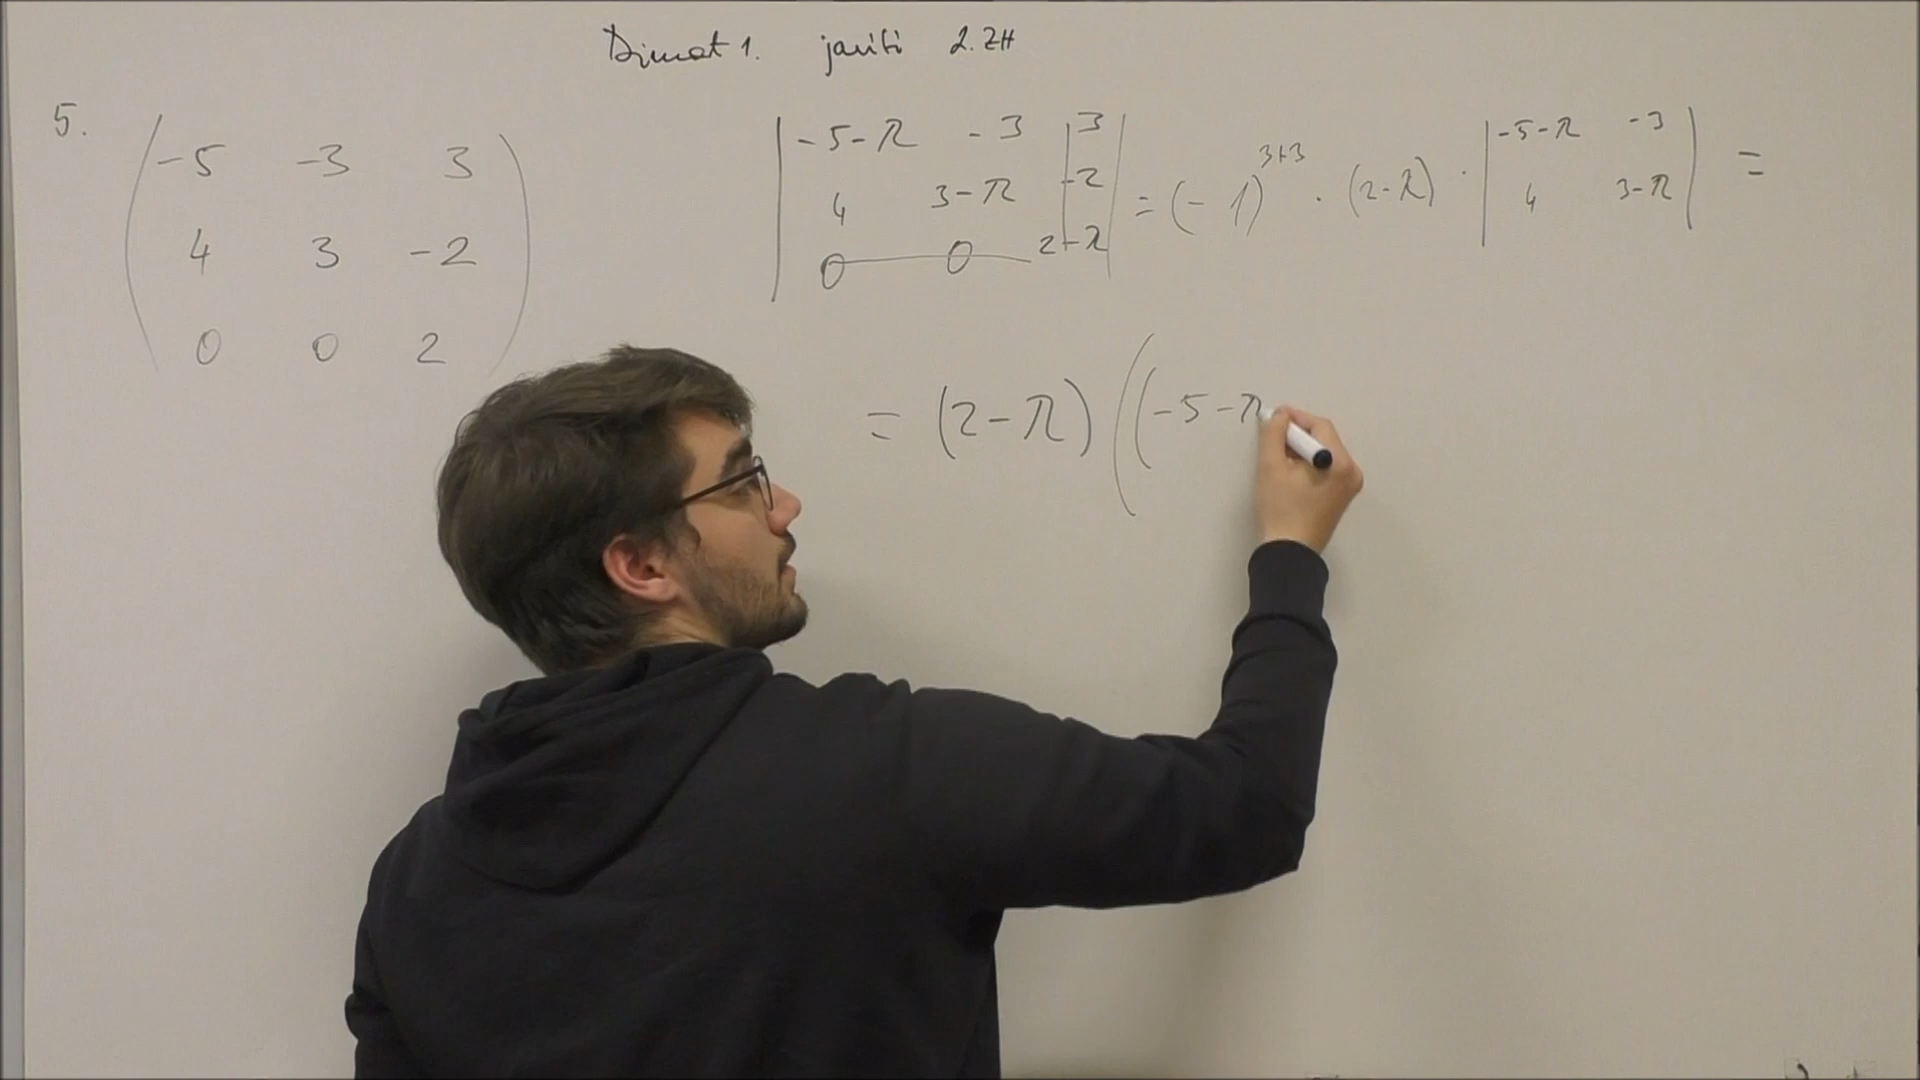 Dimat 1. javító 2. ZH
5.
-5 -3 3
4 3 -2
0 0 2
| -5-λ -3 3 |
| 4 3-λ -2 |
| 0 0 2-λ |
= (-1)^{3+3} · (2-λ) ·
| -5-λ -3 |
| 4 3-λ |
=
= (2-λ) ((-5-λ